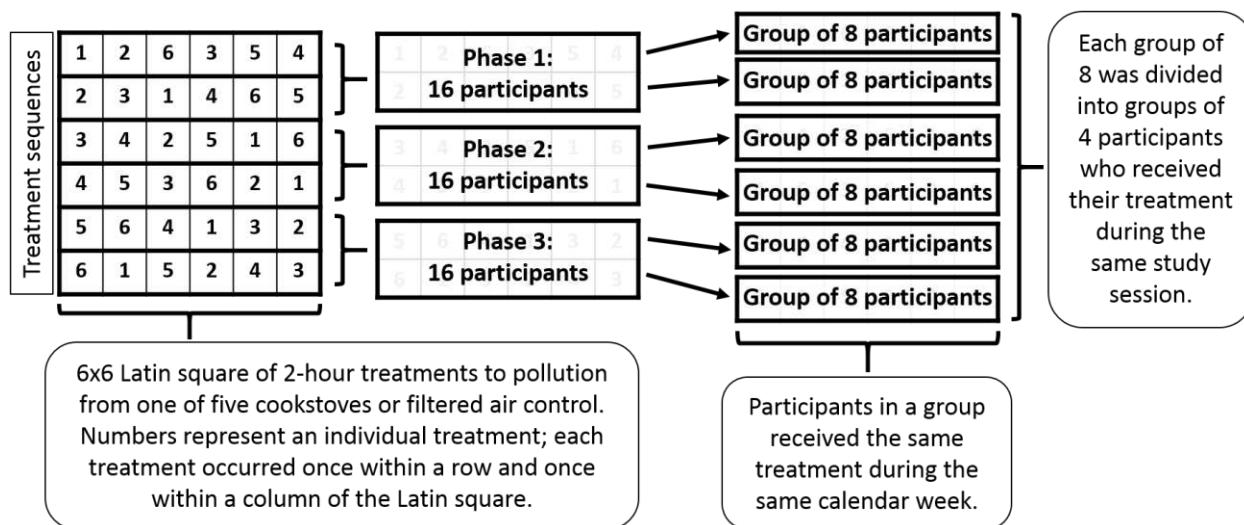 Treatment sequences
1 2 6 3 5 4
2 3 1 4 6 5
3 4 2 5 1 6
4 5 3 6 2 1
5 6 4 1 3 2
6 1 5 2 4 3
Phase 1:
16 participants
Phase 2:
16 participants
Phase 3:
16 participants
Group of 8 participants
Group of 8 participants
Group of 8 participants
Group of 8 participants
Group of 8 participants
Group of 8 participants
Each group of
8 was divided
into groups of
4 participants
who received
their treatment
during the
same study
session.
6x6 Latin square of 2-hour treatments to pollution
from one of five cookstoves or filtered air control.
Numbers represent an individual treatment; each
treatment occurred once within a row and once
within a column of the Latin square.
Participants in a group
received the same
treatment during the
same calendar week.